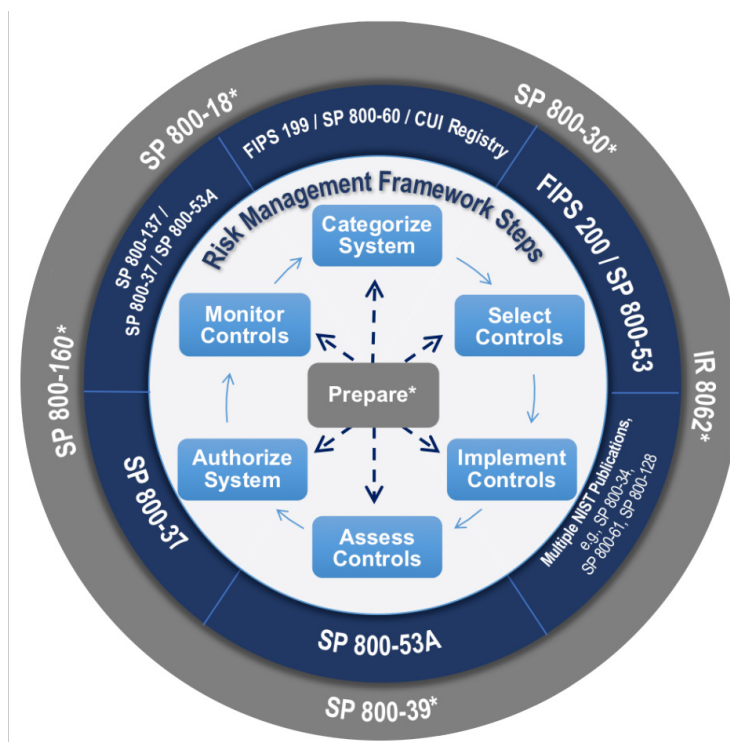 SP 800-18*
SP 800-30*
IR 8062*
SP 800-39*
SP 800-160*
FIPS 199 / SP 800-60 / CUI Registry
FIPS 200 / SP 800-53
Multiple NIST Publications,
e.g., SP 800-34,
SP 800-61, SP 800-128
SP 800-53A
SP 800-37
SP 800-137 /
SP 800-37 / SP 800-53A
Risk Management Framework Steps
Categorize
System
Select
Controls
Implement
Controls
Assess
Controls
Authorize
System
Monitor
Controls
Prepare*